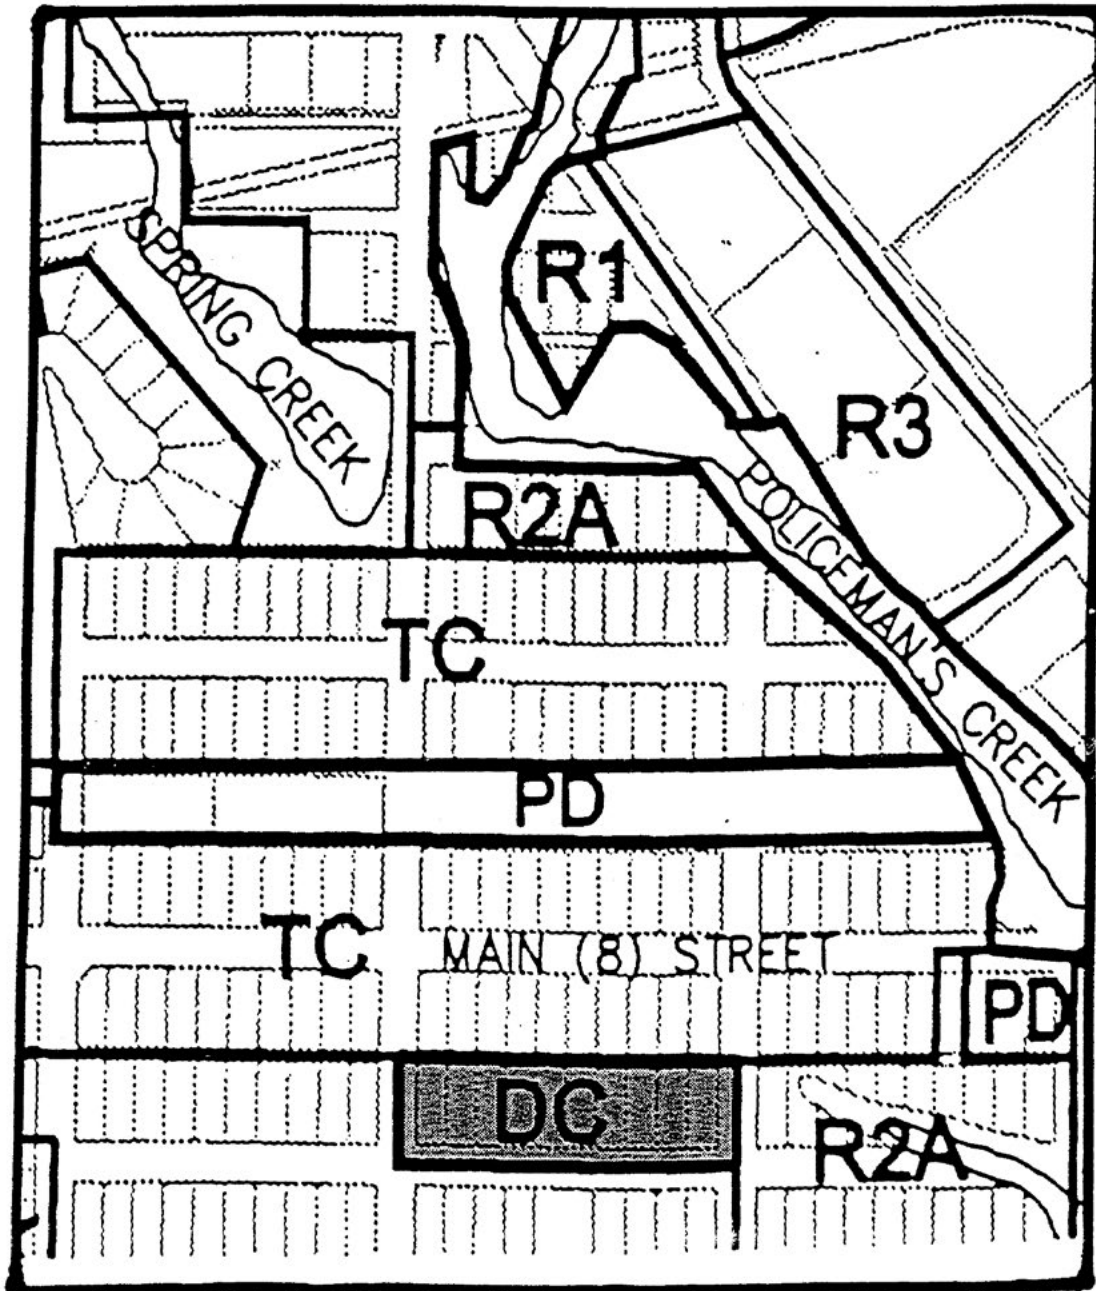 SPRING CREEK
R1
R3
R2A
POLICEMAN'S CREEK
TC
PD
TC
MAIN (8) STREET
PD
DC
R2A